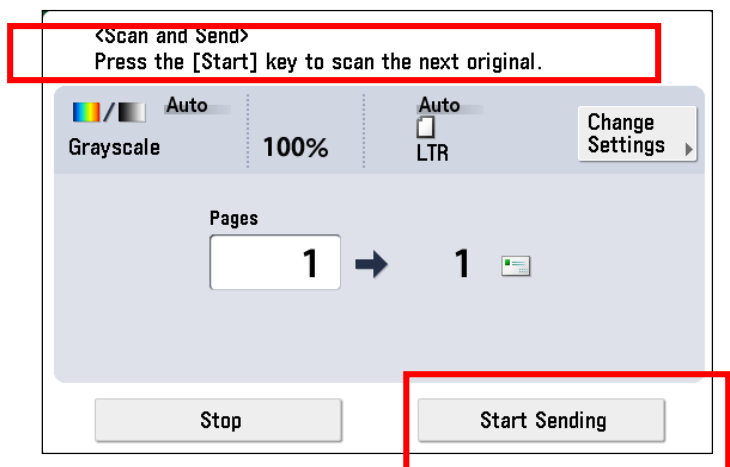 <Scan and Send>
Press the [Start] key to scan the next original.
Auto
Grayscale
100%
Auto
LTR
Change
Settings
Pages
1
1
Stop
Start Sending